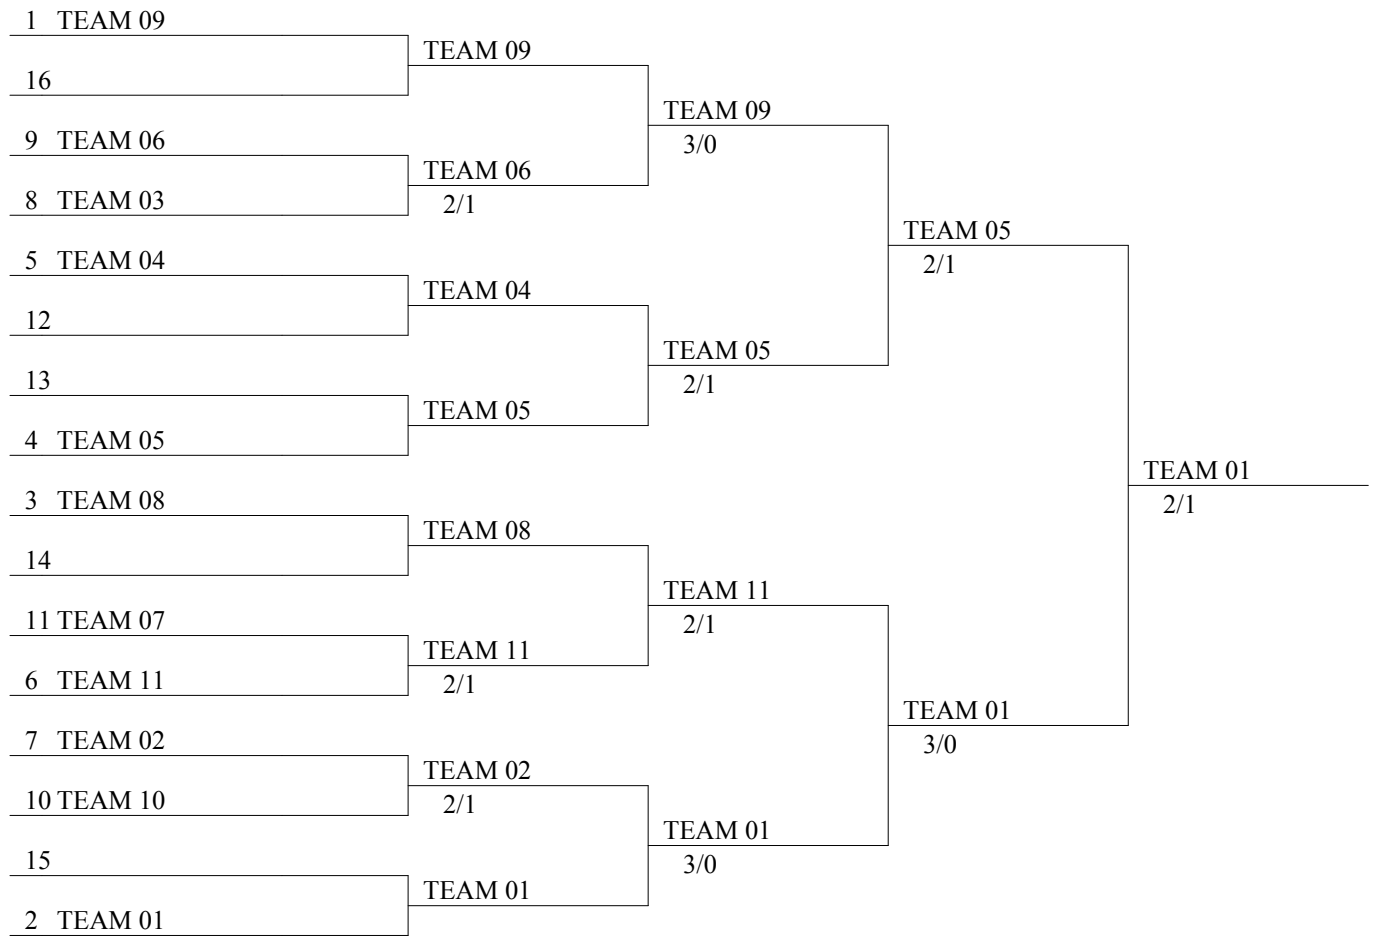 1 TEAM 09
16
9 TEAM 06
8 TEAM 03
5 TEAM 04
12
13
4 TEAM 05
3 TEAM 08
14
11 TEAM 07
6 TEAM 11
7 TEAM 02
10 TEAM 10
15
2 TEAM 01
TEAM 09
TEAM 06
2/1
TEAM 04
TEAM 05
TEAM 08
TEAM 11
2/1
TEAM 02
2/1
TEAM 01
TEAM 09
3/0
TEAM 05
2/1
TEAM 11
2/1
TEAM 01
3/0
TEAM 05
2/1
TEAM 01
3/0
TEAM 01
2/1